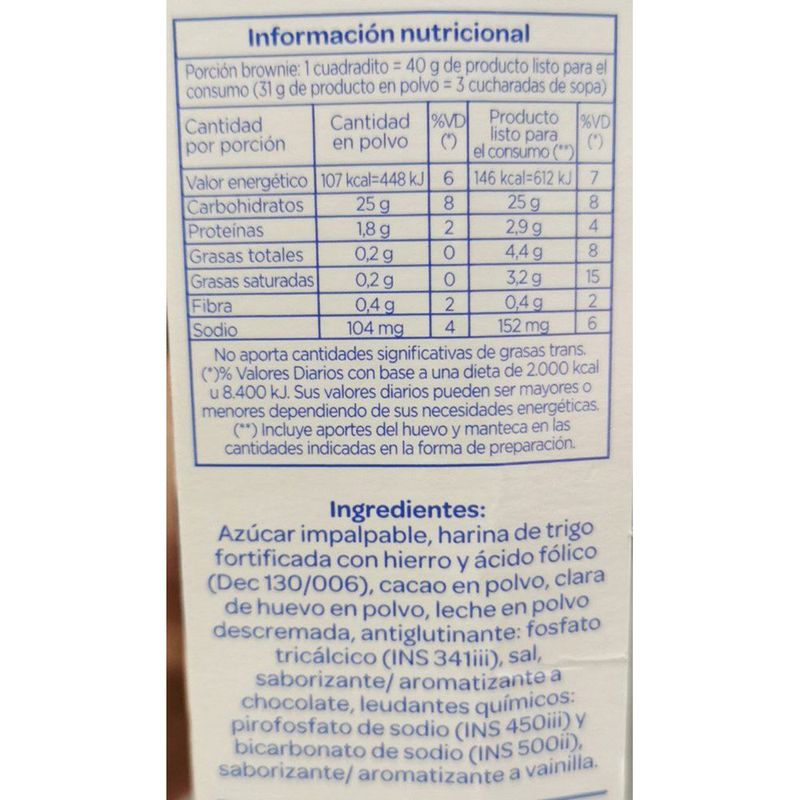 Información nutricional
Porción brownie: 1 cuadradito = 40 g de producto listo para el
consumo (31 g de producto en polvo = 3 cucharadas de sopa)
Cantidad por porción | Cantidad en polvo | %VD (*) | Producto listo para el consumo (**) | %VD (*)
Valor energético | 107 kcal=448 kJ | 6 | 146 kcal=612 kJ | 7
Carbohidratos | 25 g | 8 | 25 g | 8
Proteínas | 1,8 g | 2 | 2,9 g | 4
Grasas totales | 0,2 g | 0 | 4,4 g | 8
Grasas saturadas | 0,2 g | 0 | 3,2 g | 15
Fibra | 0,4 g | 2 | 0,4 g | 2
Sodio | 104 mg | 4 | 152 mg | 6
No aporta cantidades significativas de grasas trans.
(*)% Valores Diarios con base a una dieta de 2.000 kcal
u 8.400 kJ. Sus valores diarios pueden ser mayores o
menores dependiendo de sus necesidades energéticas.
(**) Incluye aportes del huevo y manteca en las
cantidades indicadas en la forma de preparación.
Ingredientes:
Azúcar impalpable, harina de trigo
fortificada con hierro y ácido fólico
(Dec 130/006), cacao en polvo, clara
de huevo en polvo, leche en polvo
descremada, antiglutinante: fosfato
tricálcico (INS 341iii), sal,
saborizante/ aromatizante a
chocolate, leudantes químicos:
pirofosfato de sodio (INS 450iii) y
bicarbonato de sodio (INS 500ii),
saborizante/ aromatizante a vainilla.